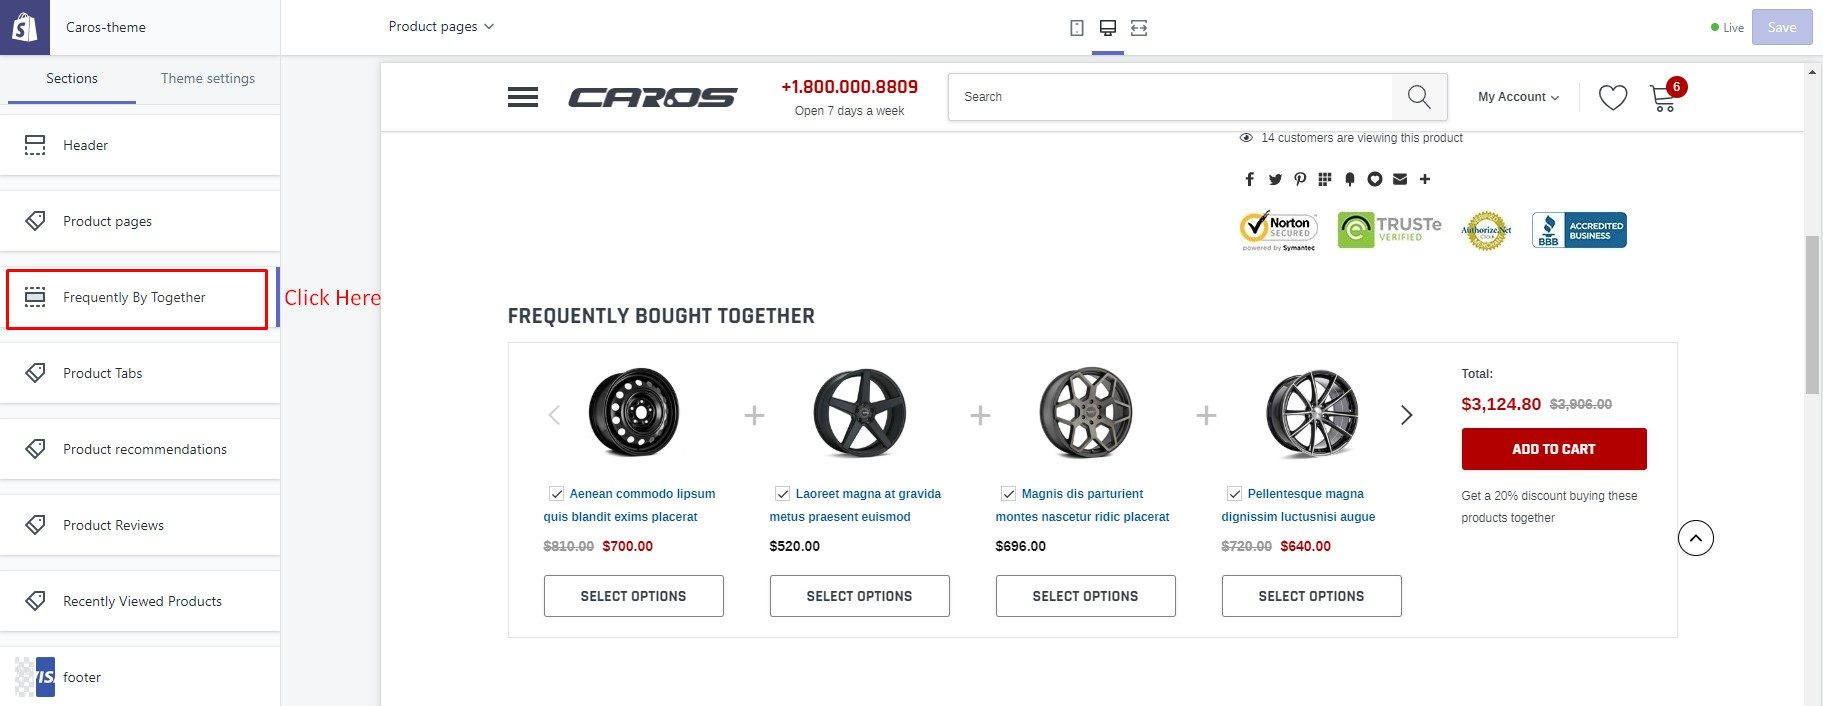 Caros-theme
Product pages
Live
Save
Sections
Theme settings
Header
Product pages
Frequently By Together
Click Here
Product Tabs
Product recommendations
Product Reviews
Recently Viewed Products
VIS
footer
CAROS
+1.800.000.8809
Open 7 days a week
Search
My Account
6
14 customers are viewing this product
Norton
SECURED
powered by Symantec
TRUSTe
VERIFIED
Authorize.Net
BBB
ACCREDITED
BUSINESS
FREQUENTLY BOUGHT TOGETHER
Aenean commodo lipsum
quis blandit exims placerat
$810.00 $700.00
SELECT OPTIONS
Laoreet magna at gravida
metus praesent euismod
$520.00
SELECT OPTIONS
Magnis dis parturient
montes nascetur ridic placerat
$696.00
SELECT OPTIONS
Pellentesque magna
dignissim luctusnisi augue
$720.00 $640.00
SELECT OPTIONS
Total:
$3,124.80 $3,906.00
ADD TO CART
Get a 20% discount buying these
products together